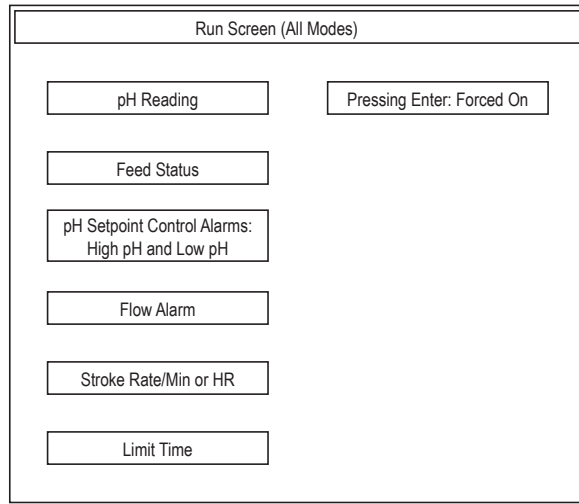 Run Screen (All Modes)
pH Reading
Pressing Enter: Forced On
Feed Status
pH Setpoint Control Alarms:
High pH and Low pH
Flow Alarm
Stroke Rate/Min or HR
Limit Time